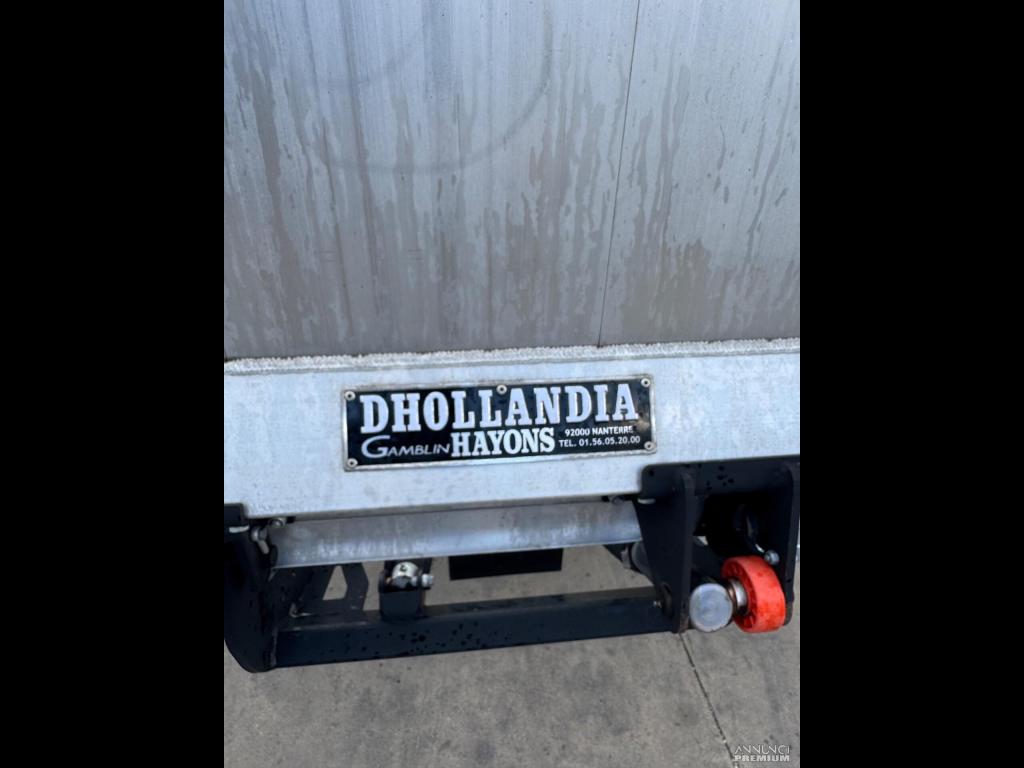 DHOLLANDIA
GAMBLIN HAYONS 92000 NANTERRE
TEL. 01.56.05.20.00
ANNUNCI
PREMIUM